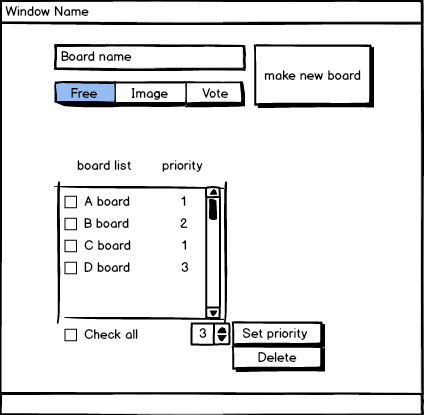 Window Name
Board name
make new board
Free Image Vote
board list priority
A board 1
B board 2
C board 1
D board 3
Check all 3 Set priority
Delete